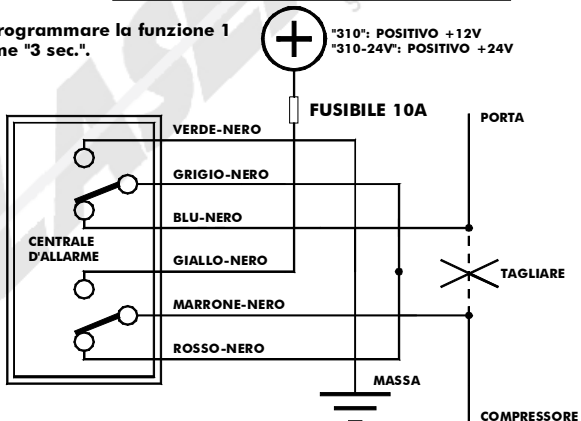 rogrammare la funzione 1
me "3 sec.".
"310": POSITIVO +12V
"310-24V": POSITIVO +24V
FUSIBILE 10A
PORTA
VERDE-NERO
GRIGIO-NERO
BLU-NERO
CENTRALE
D'ALLARME
GIALLO-NERO
TAGLIARE
MARRONE-NERO
ROSSO-NERO
MASSA
COMPRESSORE